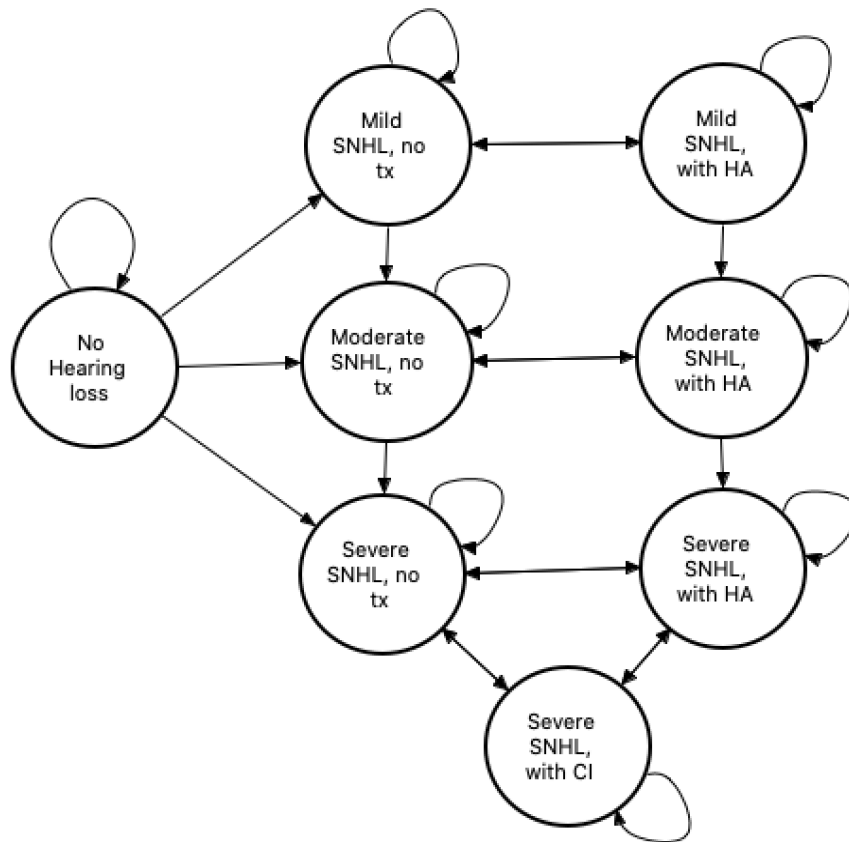 Mild
SNHL, no
tx
Mild
SNHL,
with HA
No
Hearing
loss
Moderate
SNHL, no
tx
Moderate
SNHL,
with HA
Severe
SNHL, no
tx
Severe
SNHL,
with HA
Severe
SNHL,
with CI